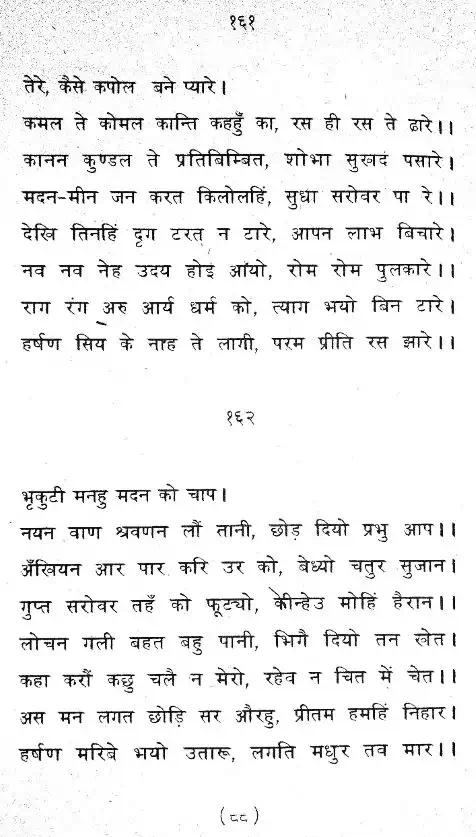 १६१
तेरे, कैसे कपोल बने प्यारे।
कमल ते कोमल कान्ति कहहुँ का, रस ही रस ते ढारे।।
कानन कुण्डल ते प्रतिबिम्बित, शोभा सुखद पसारे।
मदन-मीन जन करत किलोलहिं, सुधा सरोवर पा रे।।
देखि तिनहिं दृग टरत न टारे, आपन लाभ बिचारे।
नव नव नेह उदय होइ आयो, रोम रोम पुलकारे।।
राग रंग अरु आर्य धर्म को, त्याग भयो बिन टारे।
हर्षण सिय के नाह ते लागी, परम प्रीति रस झारे।।
१६२
भृकुटी मनहु मदन को चाप।
नयन वाण श्रवणन लौं तानी, छोड़ दियो प्रभु आप।।
अँखियन आर पार करि उर को, बेध्यो चतुर सुजान।
गुप्त सरोवर तहँ को फूट्यो, कीन्हेउ मोहिं हैरान।।
लोचन गली बहत बहु पानी, भिगै दियो तन खेत।
कहा करौं कछु चलै न मेरो, रहेव न चित में चेत।।
अस मन लगत छोड़ि सर औरहु, प्रीतम हमहिं निहार।
हर्षण मरिबे भयो उतारू, लगति मधुर तव मार।।
(८८)